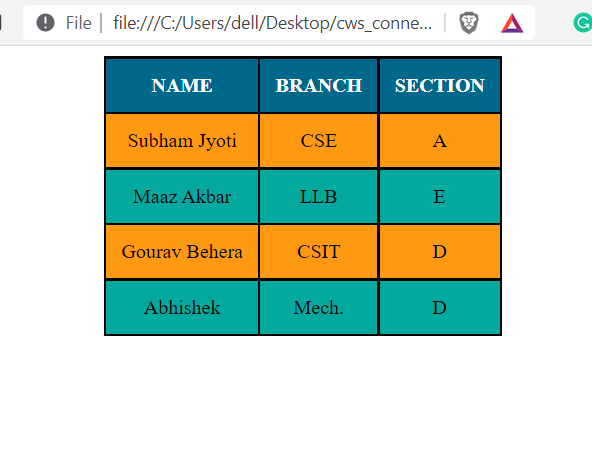 File file:///C:/Users/dell/Desktop/cws_conne...
NAME BRANCH SECTION
Subham Jyoti CSE A
Maaz Akbar LLB E
Gourav Behera CSIT D
Abhishek Mech. D